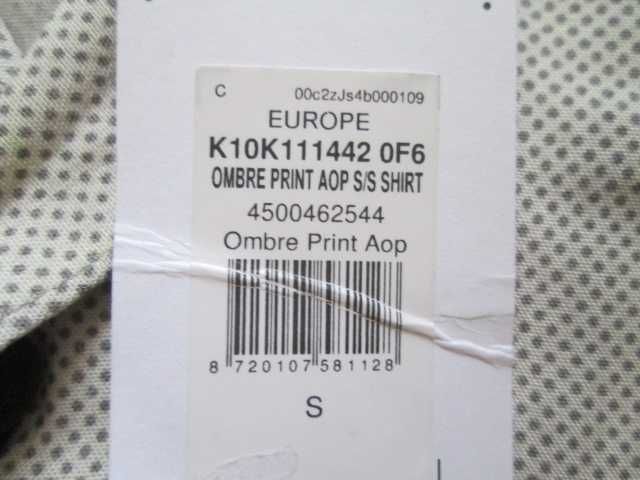 C 00c2zJs4b000109
EUROPE
K10K111442 0F6
OMBRE PRINT AOP S/S SHIRT
4500462544
Ombre Print Aop
8 720107 581128
S